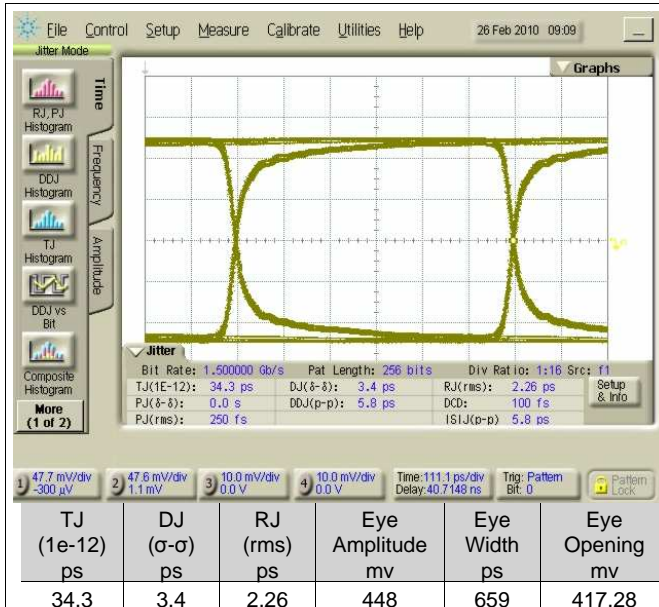 File Control Setup Measure Calibrate Utilities Help 26 Feb 2010 09:09
Jitter Mode
Graphs
RJ, PJ
Histogram
Time
DDJ
Histogram
Frequency
TJ
Histogram
Amplitude
DDJ vs
Bit
Composite
Histogram
More
(1 of 2)
Jitter
Bit Rate: 1.500000 Gb/s Pat Length: 256 bits Div Ratio: 1:16 Src: f1
TJ(1E-12): 34.3 ps DJ(δ-δ): 3.4 ps RJ(rms): 2.26 ps
PJ(δ-δ): 0.0 s DDJ(p-p): 5.8 ps DCD: 100 fs
PJ(rms): 250 fs ISIJ(p-p) 5.8 ps
Setup
& Info
1) 47.7 mV/div
-300 µV
2) 47.6 mV/div
1.1 mV
3) 10.0 mV/div
0.0 V
4) 10.0 mV/div
0.0 V
Time:111.1 ps/div
Delay:40.7148 ns
Trig: Pattern
Bit: 0
Pattern
Lock
TJ DJ RJ Eye Eye Eye
(1e-12) (σ-σ) (rms) Amplitude Width Opening
ps ps ps mv ps mv
34.3 3.4 2.26 448 659 417.28